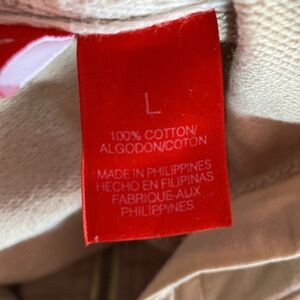 L
100% COTTON/
ALGODON/COTON
MADE IN PHILIPPINES
HECHO EN FILIPINAS
FABRIQUE-AUX
PHILIPPINES